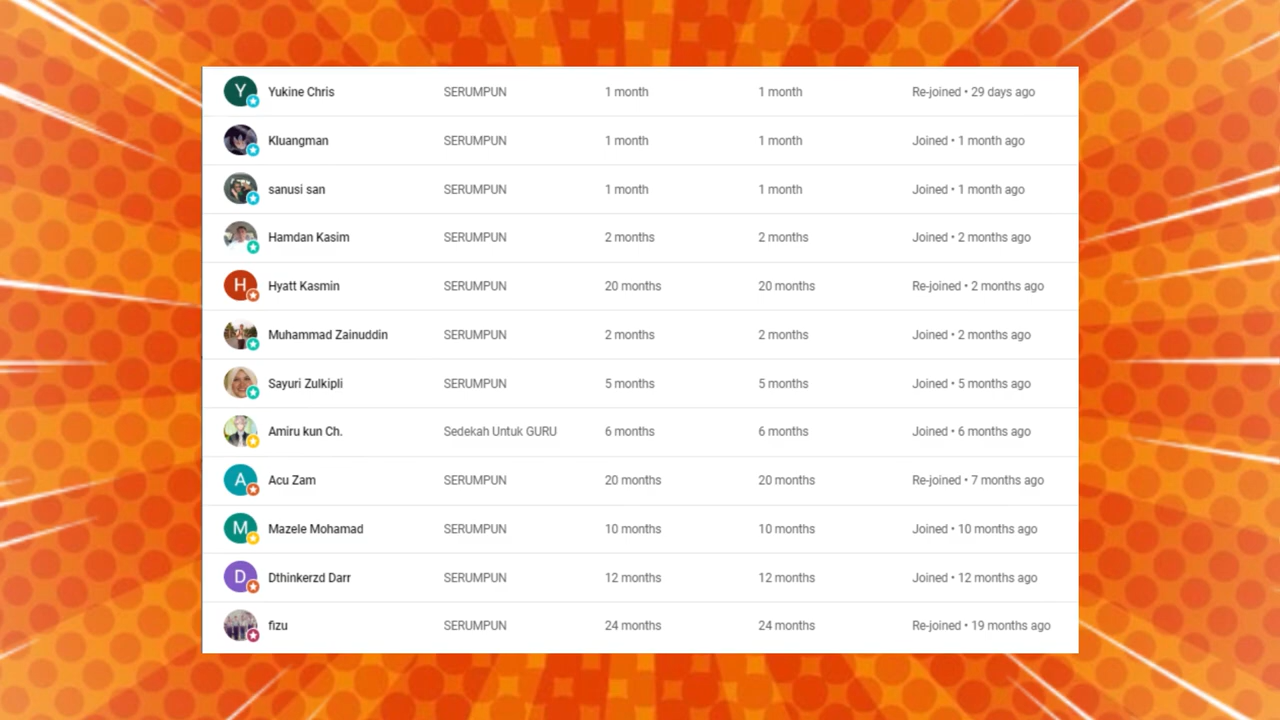 Y Yukine Chris SERUMPUN 1 month 1 month Re-joined • 29 days ago
Kluangman SERUMPUN 1 month 1 month Joined • 1 month ago
sanusi san SERUMPUN 1 month 1 month Joined • 1 month ago
Hamdan Kasim SERUMPUN 2 months 2 months Joined • 2 months ago
H Hyatt Kasmin SERUMPUN 20 months 20 months Re-joined • 2 months ago
Muhammad Zainuddin SERUMPUN 2 months 2 months Joined • 2 months ago
Sayuri Zulkipli SERUMPUN 5 months 5 months Joined • 5 months ago
Amiru kun Ch. Sedekah Untuk GURU 6 months 6 months Joined • 6 months ago
A Acu Zam SERUMPUN 20 months 20 months Re-joined • 7 months ago
M Mazele Mohamad SERUMPUN 10 months 10 months Joined • 10 months ago
D Dthinkerzd Darr SERUMPUN 12 months 12 months Joined • 12 months ago
fizu SERUMPUN 24 months 24 months Re-joined • 19 months ago